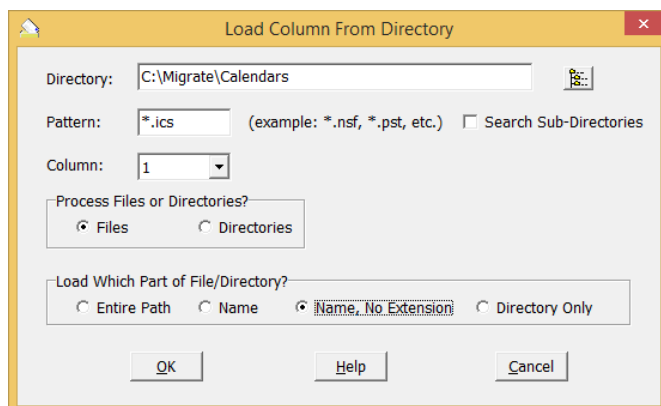 Load Column From Directory
Directory: C:\Migrate\Calendars
Pattern: *.ics (example: *.nsf, *.pst, etc.) Search Sub-Directories
Column: 1
Process Files or Directories?
Files Directories
Load Which Part of File/Directory?
Entire Path Name Name, No Extension Directory Only
OK Help Cancel